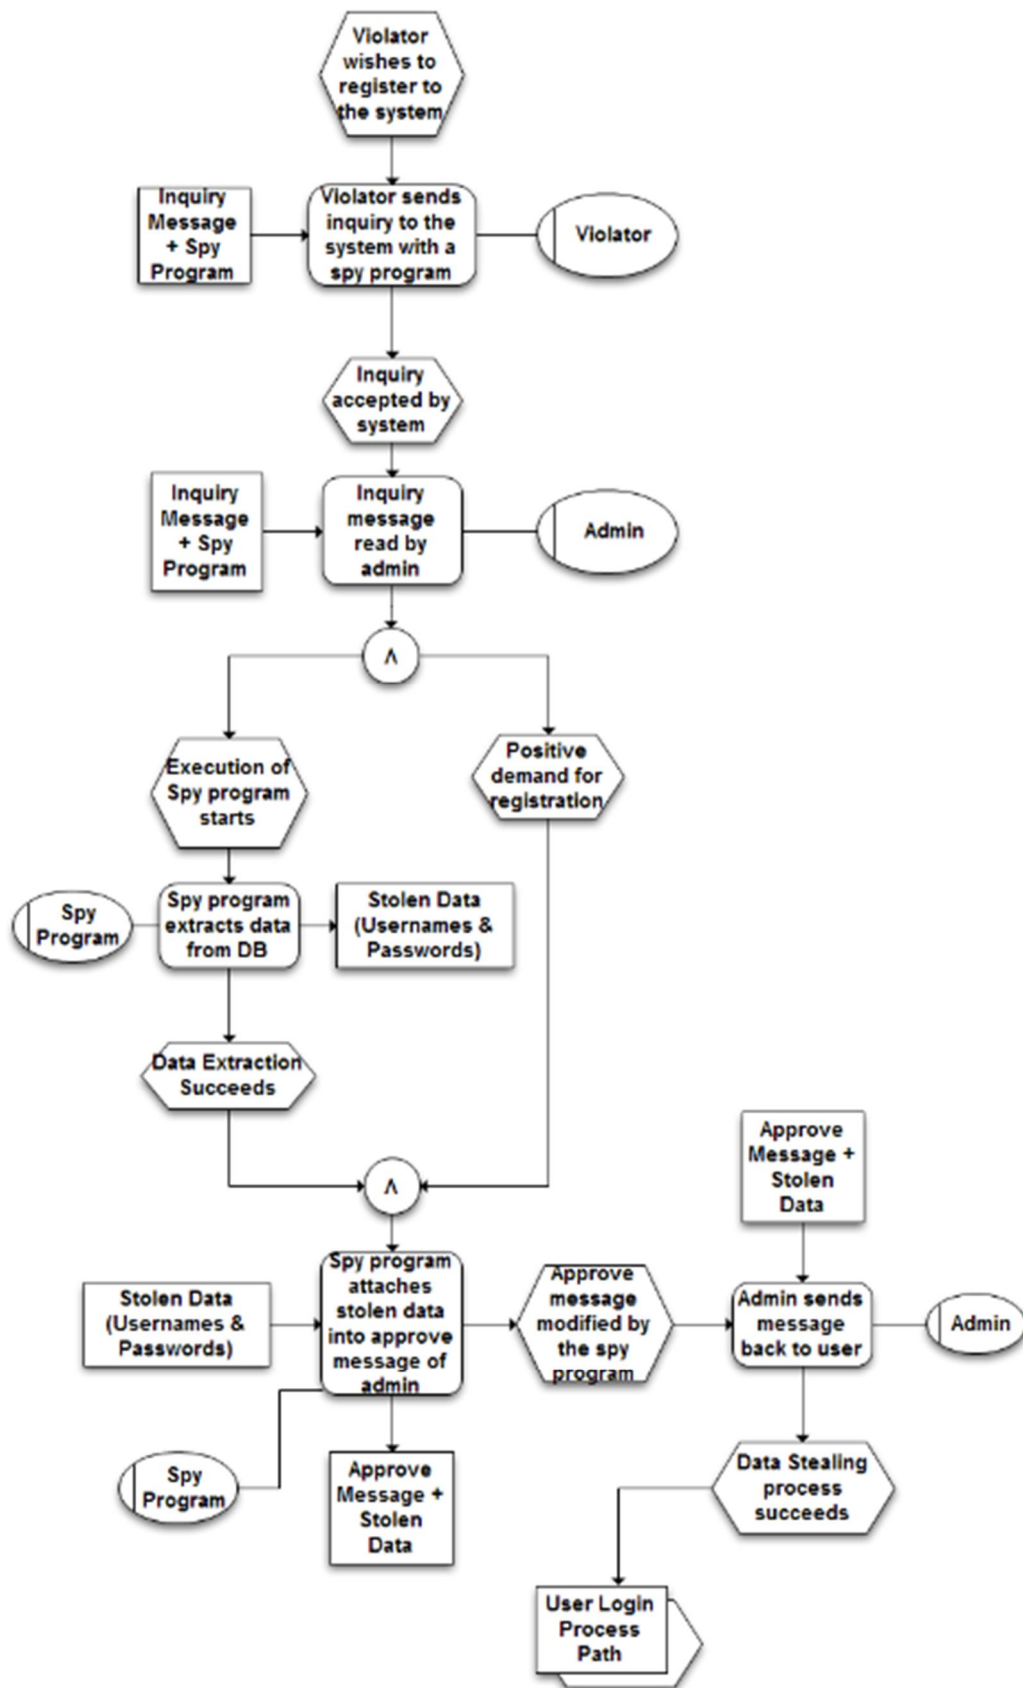 Violator
wishes to
register to
the system
Inquiry
Message
+ Spy
Program
Violator sends
inquiry to the
system with a
spy program
Violator
Inquiry
accepted by
system
Inquiry
Message
+ Spy
Program
Inquiry
message
read by
admin
Admin
∧
Execution of
Spy program
starts
Positive
demand for
registration
Spy
Program
Spy program
extracts data
from DB
Stolen Data
(Usernames &
Passwords)
Data Extraction
Succeeds
∧
Approve
Message +
Stolen
Data
Stolen Data
(Usernames &
Passwords)
Spy program
attaches
stolen data
into approve
message of
admin
Approve
message
modified by
the spy
program
Admin sends
message
back to user
Admin
Spy
Program
Approve
Message +
Stolen
Data
Data Stealing
process
succeeds
User Login
Process
Path